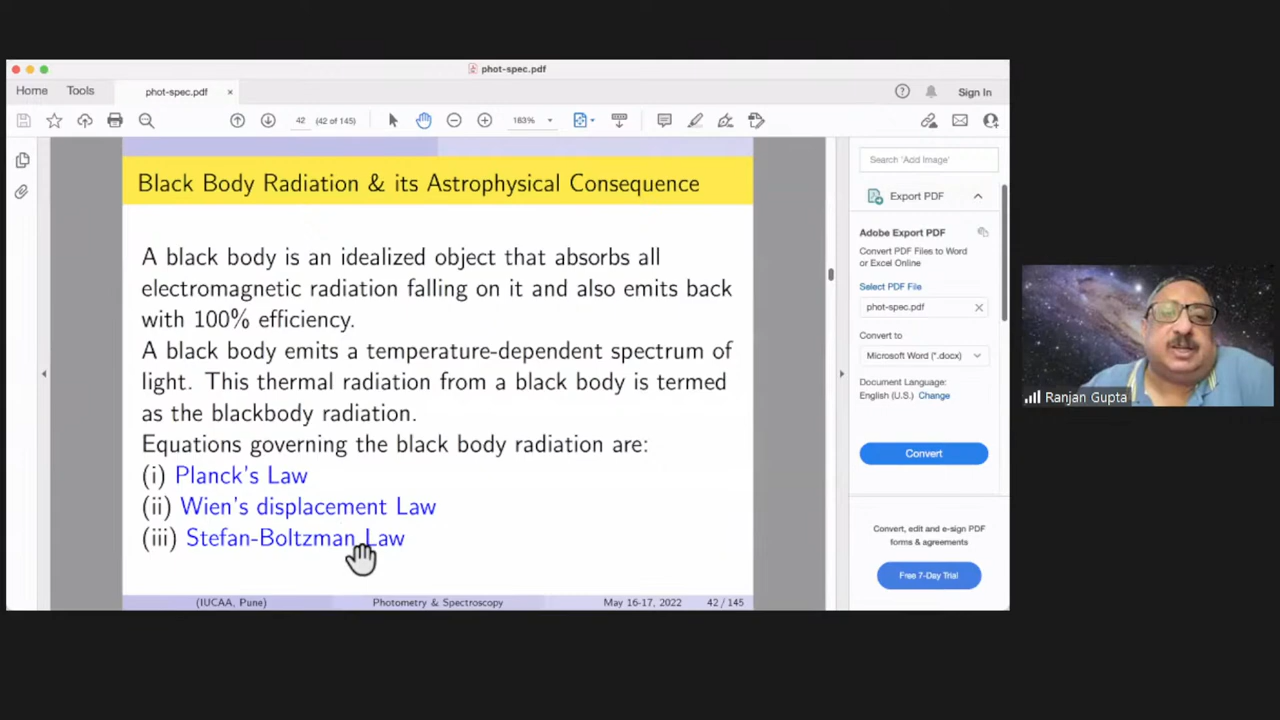 phot-spec.pdf
Home
Tools
phot-spec.pdf
×
Sign In
42
(42 of 145)
163%
Black Body Radiation & its Astrophysical Consequence
A black body is an idealized object that absorbs all
electromagnetic radiation falling on it and also emits back
with 100% efficiency.
A black body emits a temperature-dependent spectrum of
light. This thermal radiation from a black body is termed
as the blackbody radiation.
Equations governing the black body radiation are:
(i) Planck's Law
(ii) Wien's displacement Law
(iii) Stefan-Boltzman Law
(IUCAA, Pune)
Photometry & Spectroscopy
May 16-17, 2022
42 / 145
Search 'Add Image'
Export PDF
Adobe Export PDF
Convert PDF Files to Word
or Excel Online
Select PDF File
phot-spec.pdf
Convert to
Microsoft Word (*.docx)
Document Language:
English (U.S.) Change
Convert
Convert, edit and e-sign PDF
forms & agreements
Free 7-Day Trial
Ranjan Gupta